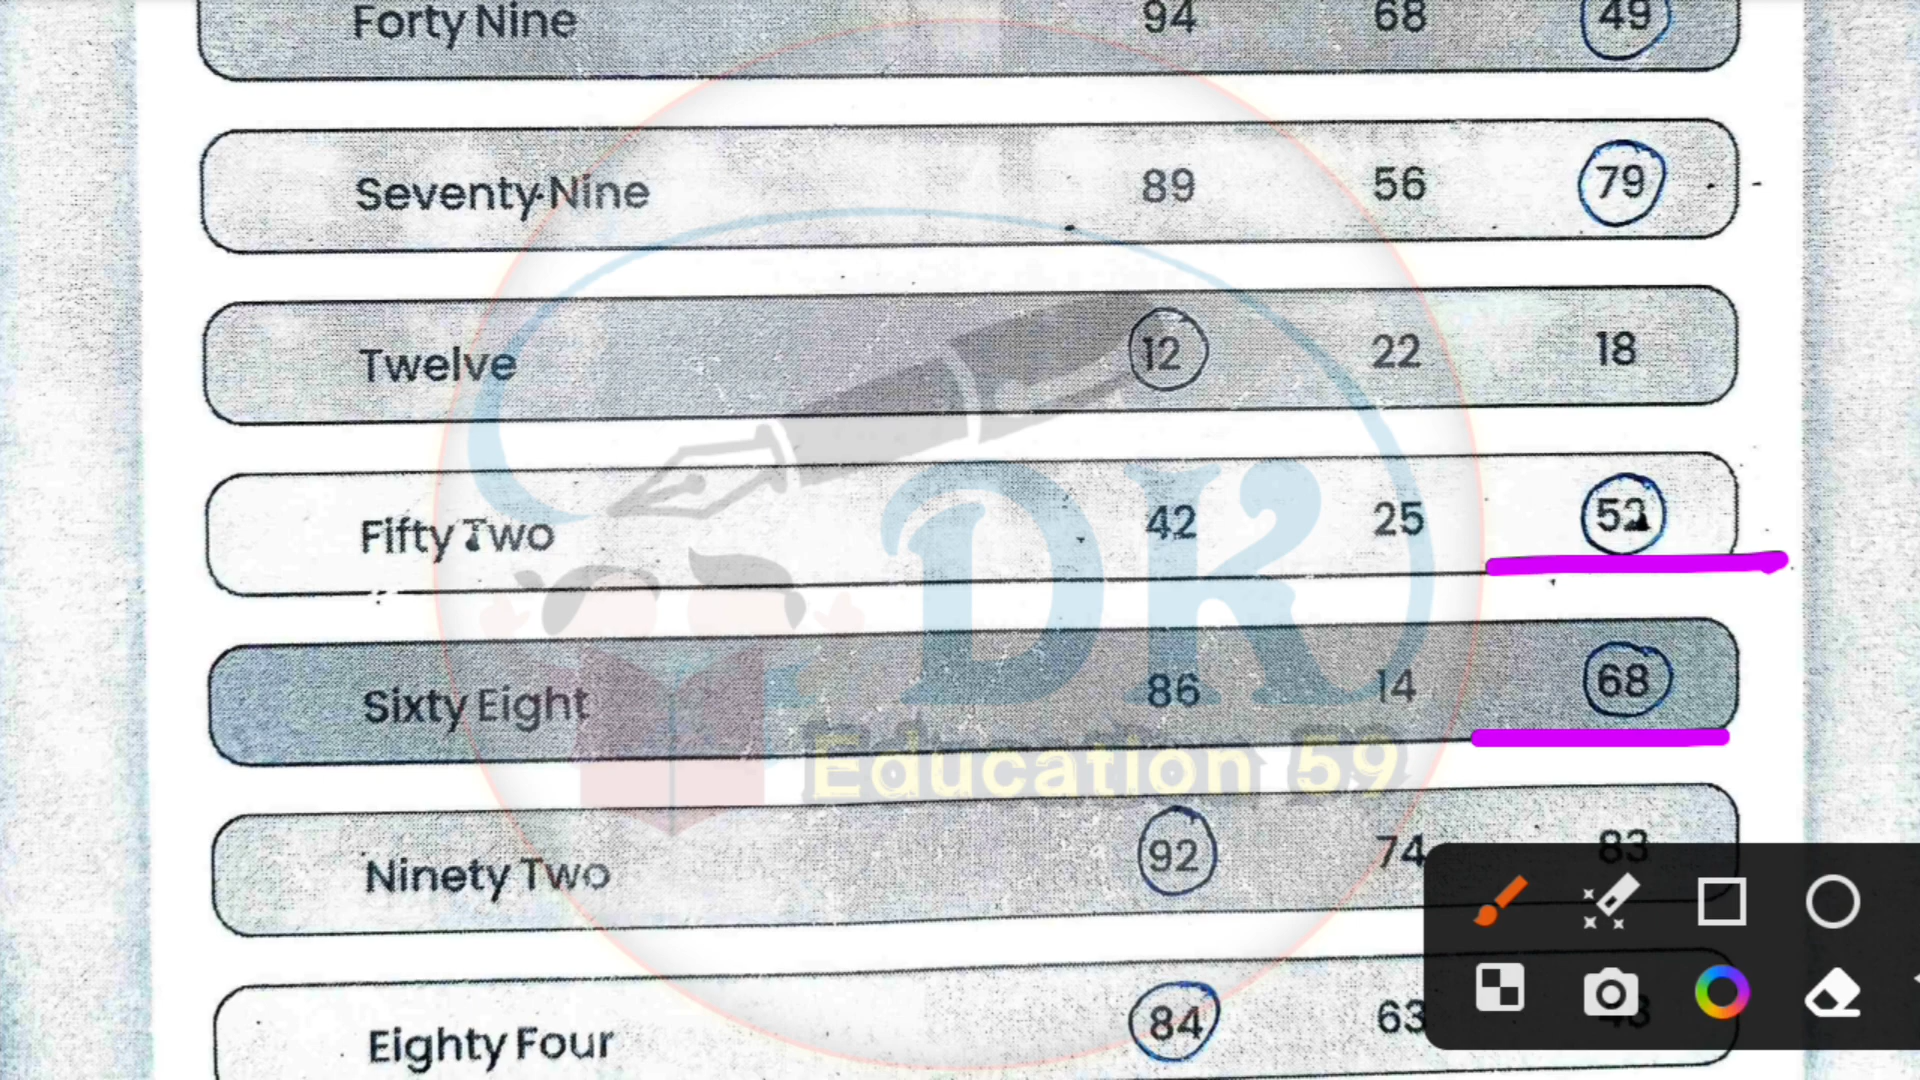 Forty Nine 94 68 49
Seventy Nine 89 56 79
Twelve 12 22 18
Fifty Two 42 25 52
DK
Sixty Eight 86 14 68
Education 59
Ninety Two 92 74 83
Eighty Four 84 63